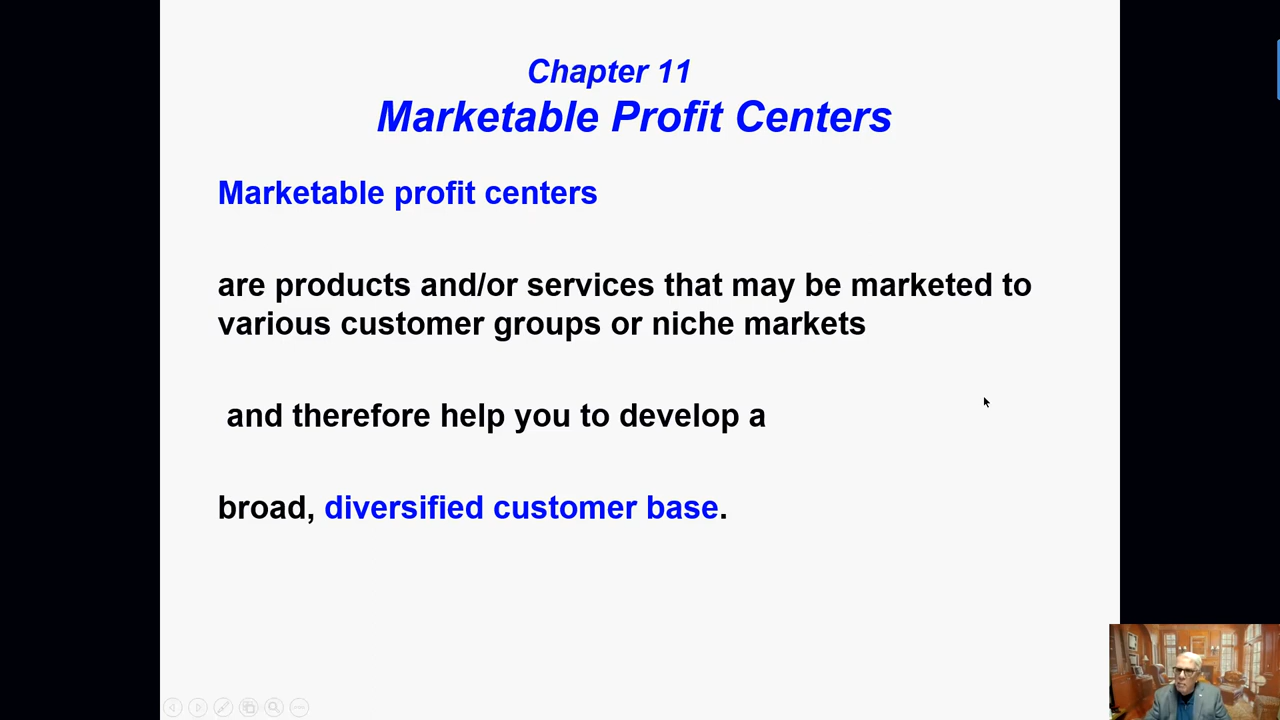 Chapter 11
Marketable Profit Centers
Marketable profit centers
are products and/or services that may be marketed to
various customer groups or niche markets
and therefore help you to develop a
broad, diversified customer base.